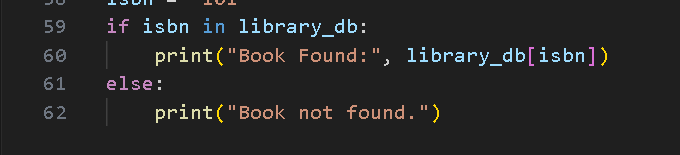 59 if isbn in library_db:
60     print("Book Found:", library_db[isbn])
61 else:
62     print("Book not found.")